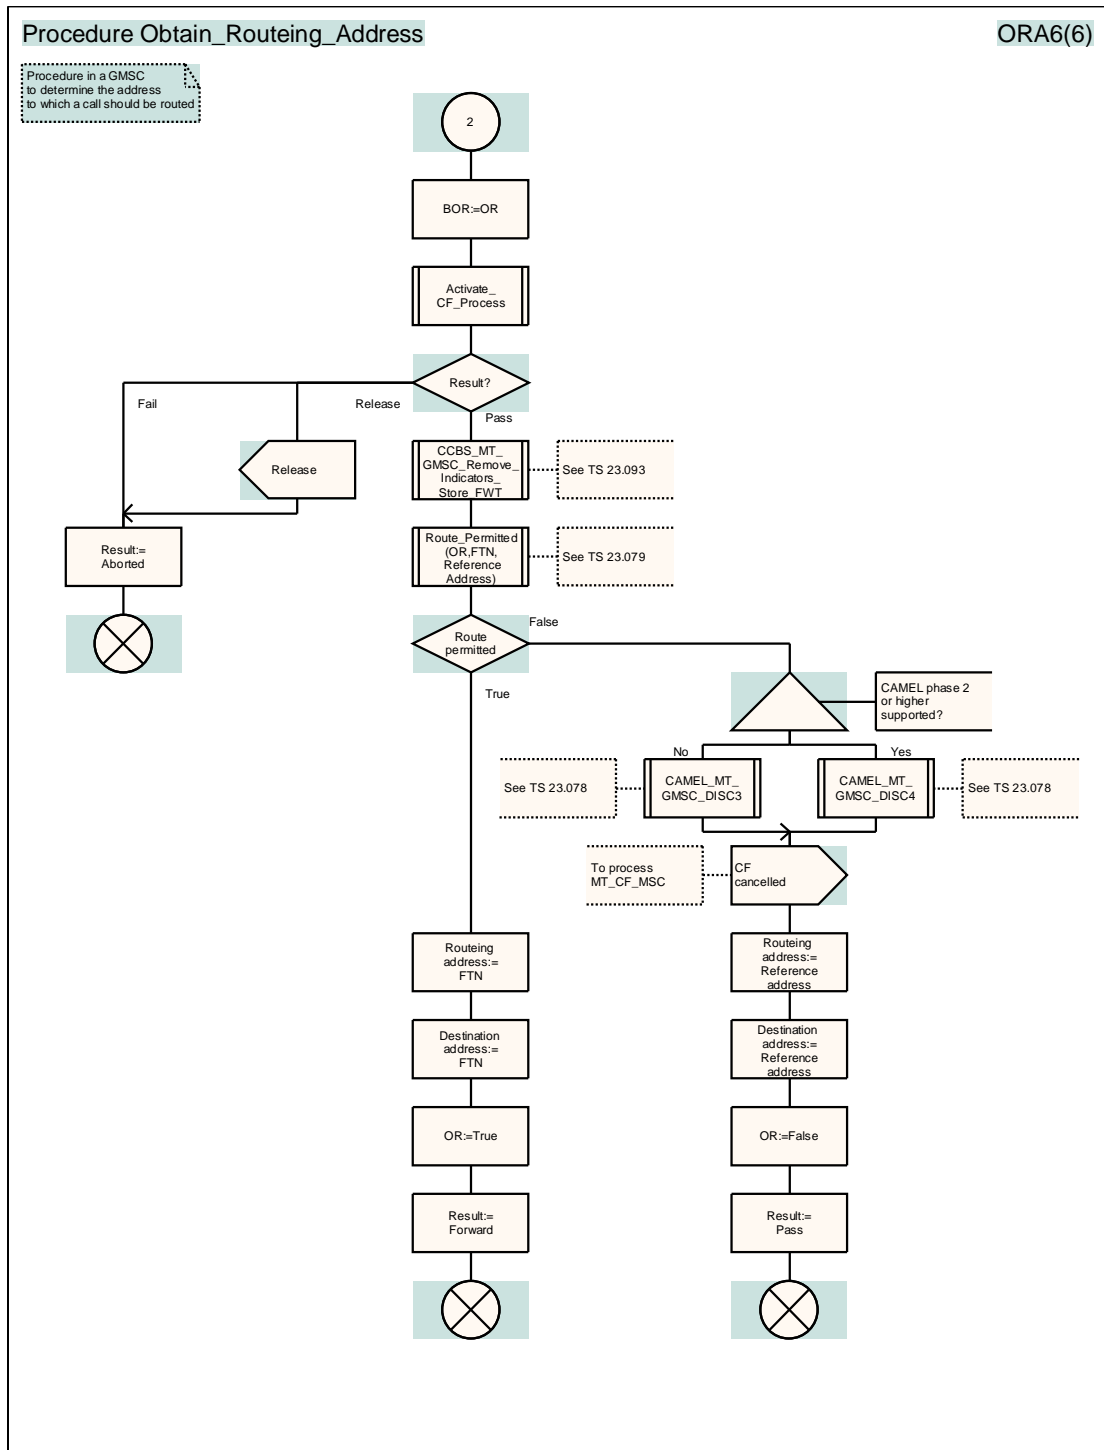 Procedure Obtain_Routeing_Address
ORA6(6)
Procedure in a GMSC
to determine the address
to which a call should be routed
2
BOR:=OR
Activate_
CF_Process
Result?
Fail
Release
Pass
Release
CCBS_MT_
GMSC_Remove_
Indicators_
Store_FWT
See TS 23.093
Result:=
Aborted
Route_Permitted
(OR,FTN,
Reference
Address)
See TS 23.079
Route
permitted
False
True
CAMEL phase 2
or higher
supported?
No
Yes
See TS 23.078
CAMEL_MT_
GMSC_DISC3
CAMEL_MT_
GMSC_DISC4
See TS 23.078
To process
MT_CF_MSC
CF
cancelled
Routeing
address:=
FTN
Routeing
address:=
Reference
address
Destination
address:=
FTN
Destination
address:=
Reference
address
OR:=True
OR:=False
Result:=
Forward
Result:=
Pass